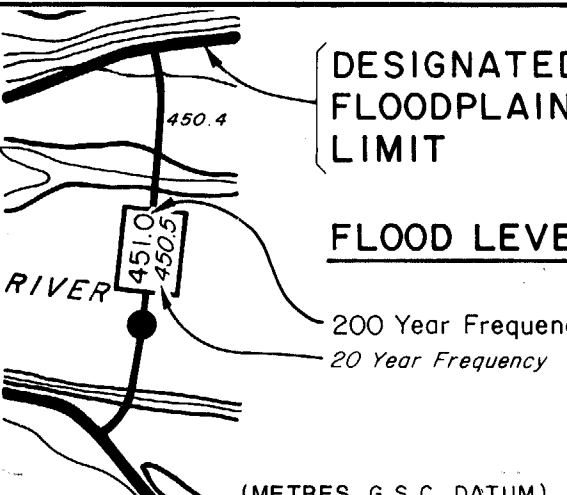 DESIGNATED
FLOODPLAIN
LIMIT
450.4
FLOOD LEVE
451.0
450.5
RIVER
200 Year Frequen
20 Year Frequency
(METRES G.S.C. DATUM)